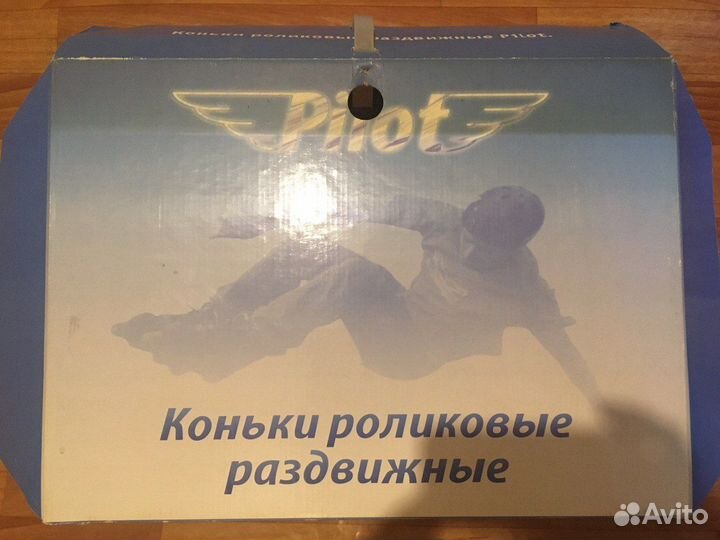 Коньки роликовые раздвижные Pilot.
Pilot
Коньки роликовые
раздвижные
Avito